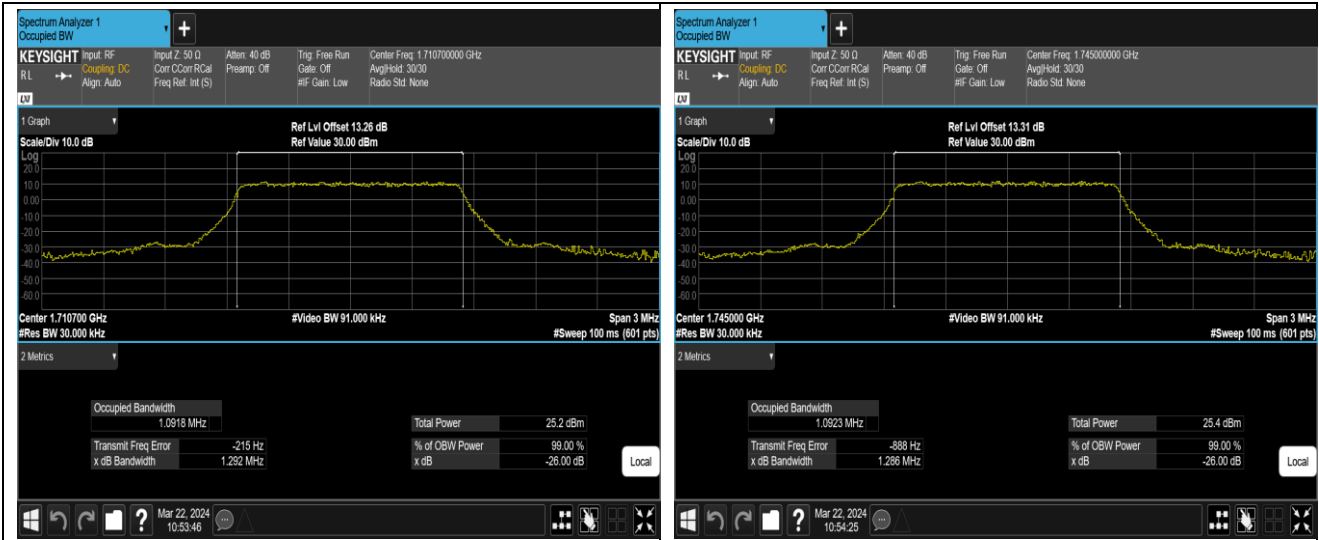 Spectrum Analyzer 1
Occupied BW
+
KEYSIGHT
RL
LXI
Input: RF
Coupling: DC
Align: Auto
Input Z: 50 Ω
Corr CCorr RCal
Freq Ref: Int (S)
Atten: 40 dB
Preamp: Off
Trig: Free Run
Gate: Off
#IF Gain: Low
Center Freq: 1.710700000 GHz
Avg|Hold: 30/30
Radio Std: None
1 Graph
Scale/Div 10.0 dB
Ref Lvl Offset 13.26 dB
Ref Value 30.00 dBm
Log
20.0
10.0
0.00
-10.0
-20.0
-30.0
-40.0
-50.0
-60.0
Center 1.710700 GHz
#Res BW 30.000 kHz
#Video BW 91.000 kHz
Span 3 MHz
#Sweep 100 ms (601 pts)
2 Metrics
Occupied Bandwidth
1.0918 MHz
Transmit Freq Error -215 Hz
x dB Bandwidth 1.292 MHz
Total Power 25.2 dBm
% of OBW Power 99.00 %
x dB -26.00 dB
Local
?
Mar 22, 2024
10:53:46
Spectrum Analyzer 1
Occupied BW
+
KEYSIGHT
RL
LXI
Input: RF
Coupling: DC
Align: Auto
Input Z: 50 Ω
Corr CCorr RCal
Freq Ref: Int (S)
Atten: 40 dB
Preamp: Off
Trig: Free Run
Gate: Off
#IF Gain: Low
Center Freq: 1.745000000 GHz
Avg|Hold: 30/30
Radio Std: None
1 Graph
Scale/Div 10.0 dB
Ref Lvl Offset 13.31 dB
Ref Value 30.00 dBm
Log
20.0
10.0
0.00
-10.0
-20.0
-30.0
-40.0
-50.0
-60.0
Center 1.745000 GHz
#Res BW 30.000 kHz
#Video BW 91.000 kHz
Span 3 MHz
#Sweep 100 ms (601 pts)
2 Metrics
Occupied Bandwidth
1.0923 MHz
Transmit Freq Error -888 Hz
x dB Bandwidth 1.286 MHz
Total Power 25.4 dBm
% of OBW Power 99.00 %
x dB -26.00 dB
Local
?
Mar 22, 2024
10:54:25